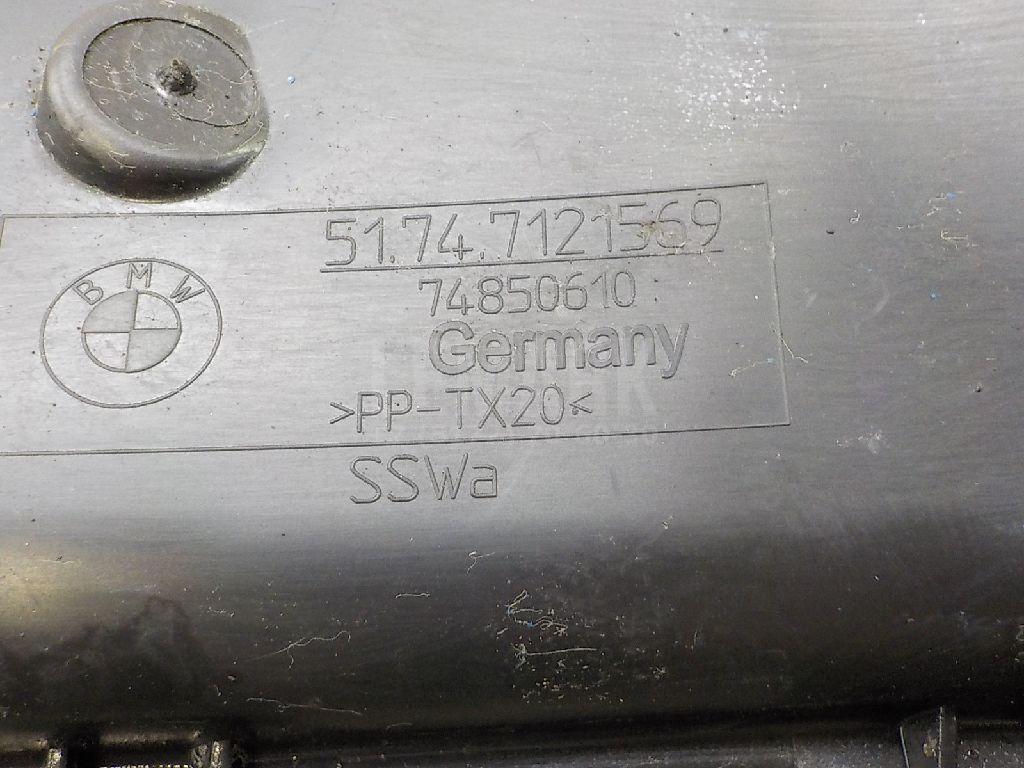 51.74.7121569
BMW
74850610
Germany
>PP-TX20<
SSWa